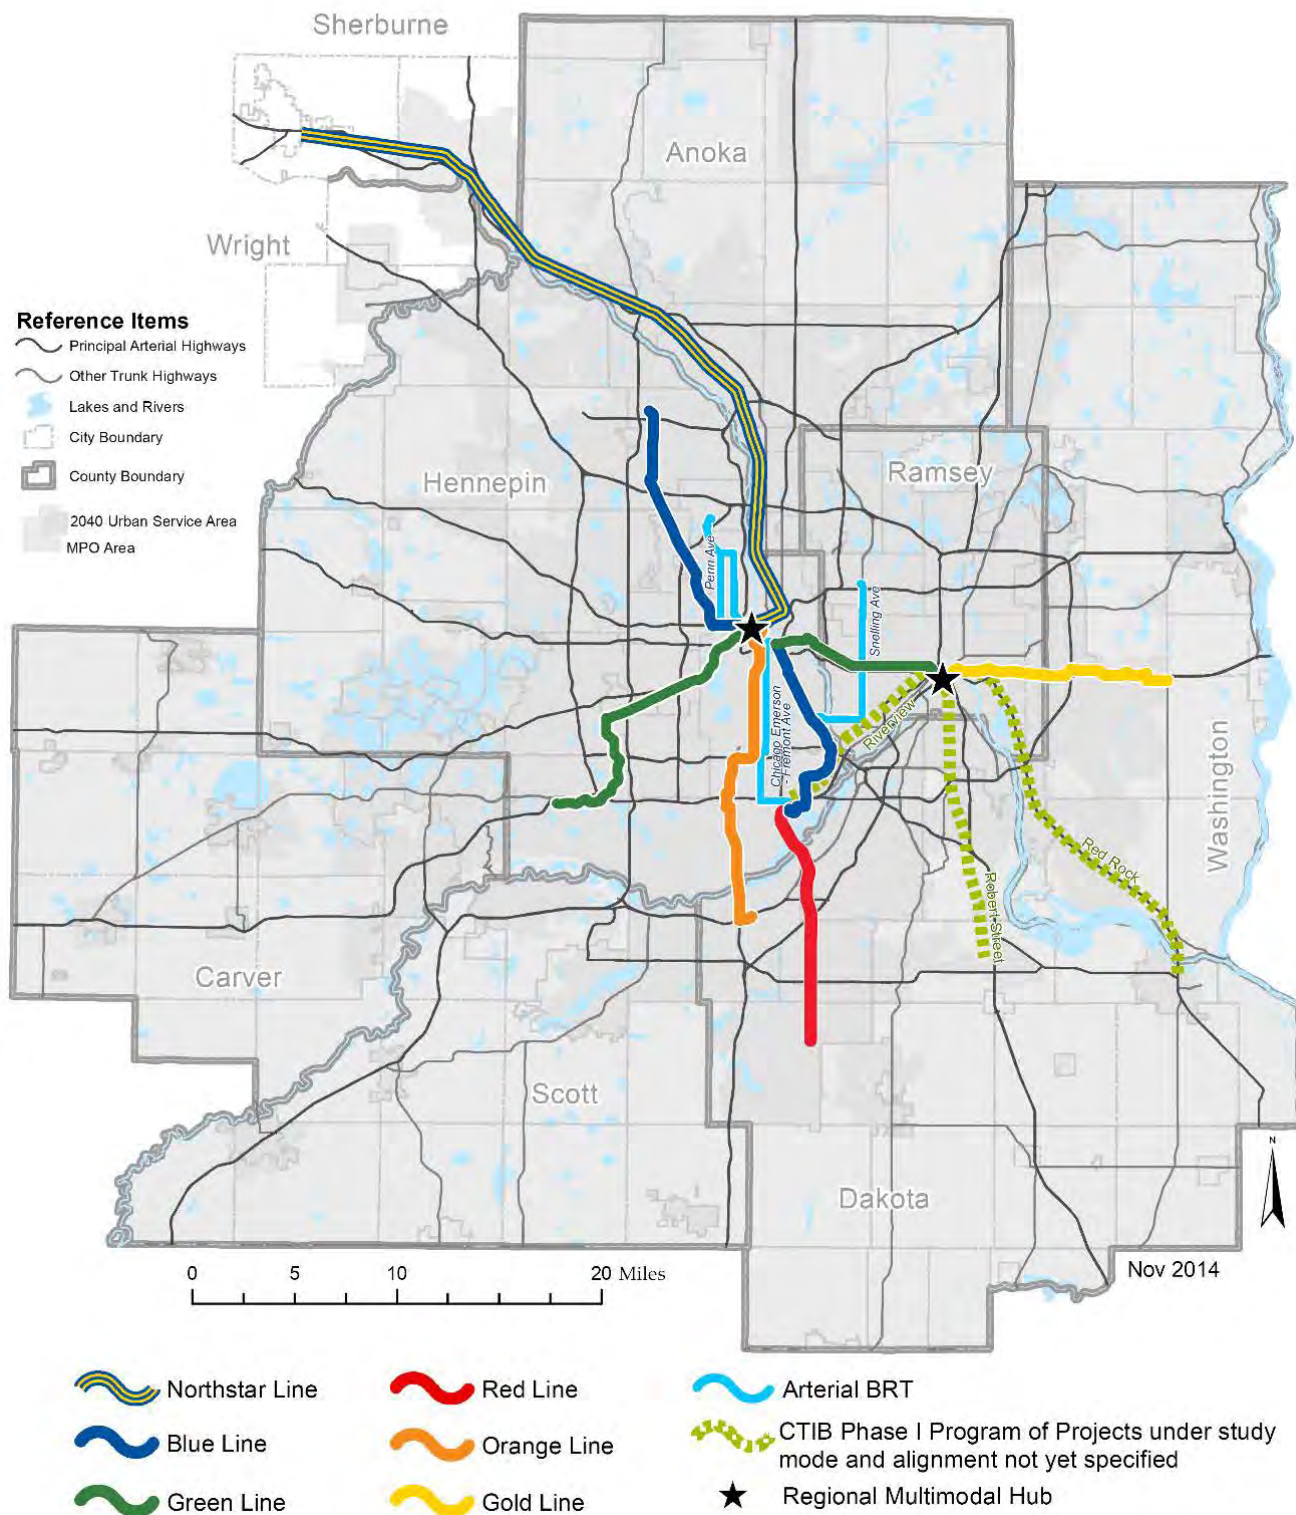 Sherburne
Anoka
Wright
Reference Items
Principal Arterial Highways
Other Trunk Highways
Lakes and Rivers
City Boundary
County Boundary
2040 Urban Service Area
MPO Area
Hennepin
Ramsey
Penn Ave
Snelling Ave
Chicago Emerson
- Fremont Ave
Riverview
Washington
Red Rock
Robert Street
Carver
Scott
Dakota
N
Nov 2014
0 5 10 20 Miles
Northstar Line
Blue Line
Green Line
Red Line
Orange Line
Gold Line
Arterial BRT
CTIB Phase I Program of Projects under study
mode and alignment not yet specified
Regional Multimodal Hub